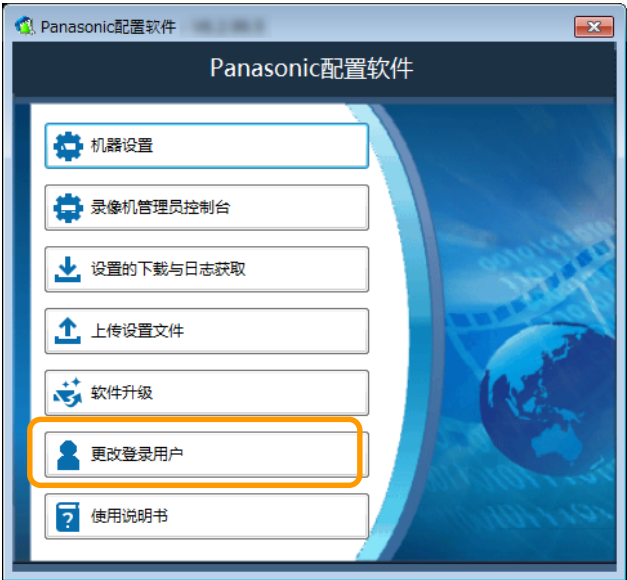 Panasonic配置软件
Panasonic配置软件
机器设置
录像机管理员控制台
设置的下载与日志获取
上传设置文件
软件升级
更改登录用户
使用说明书